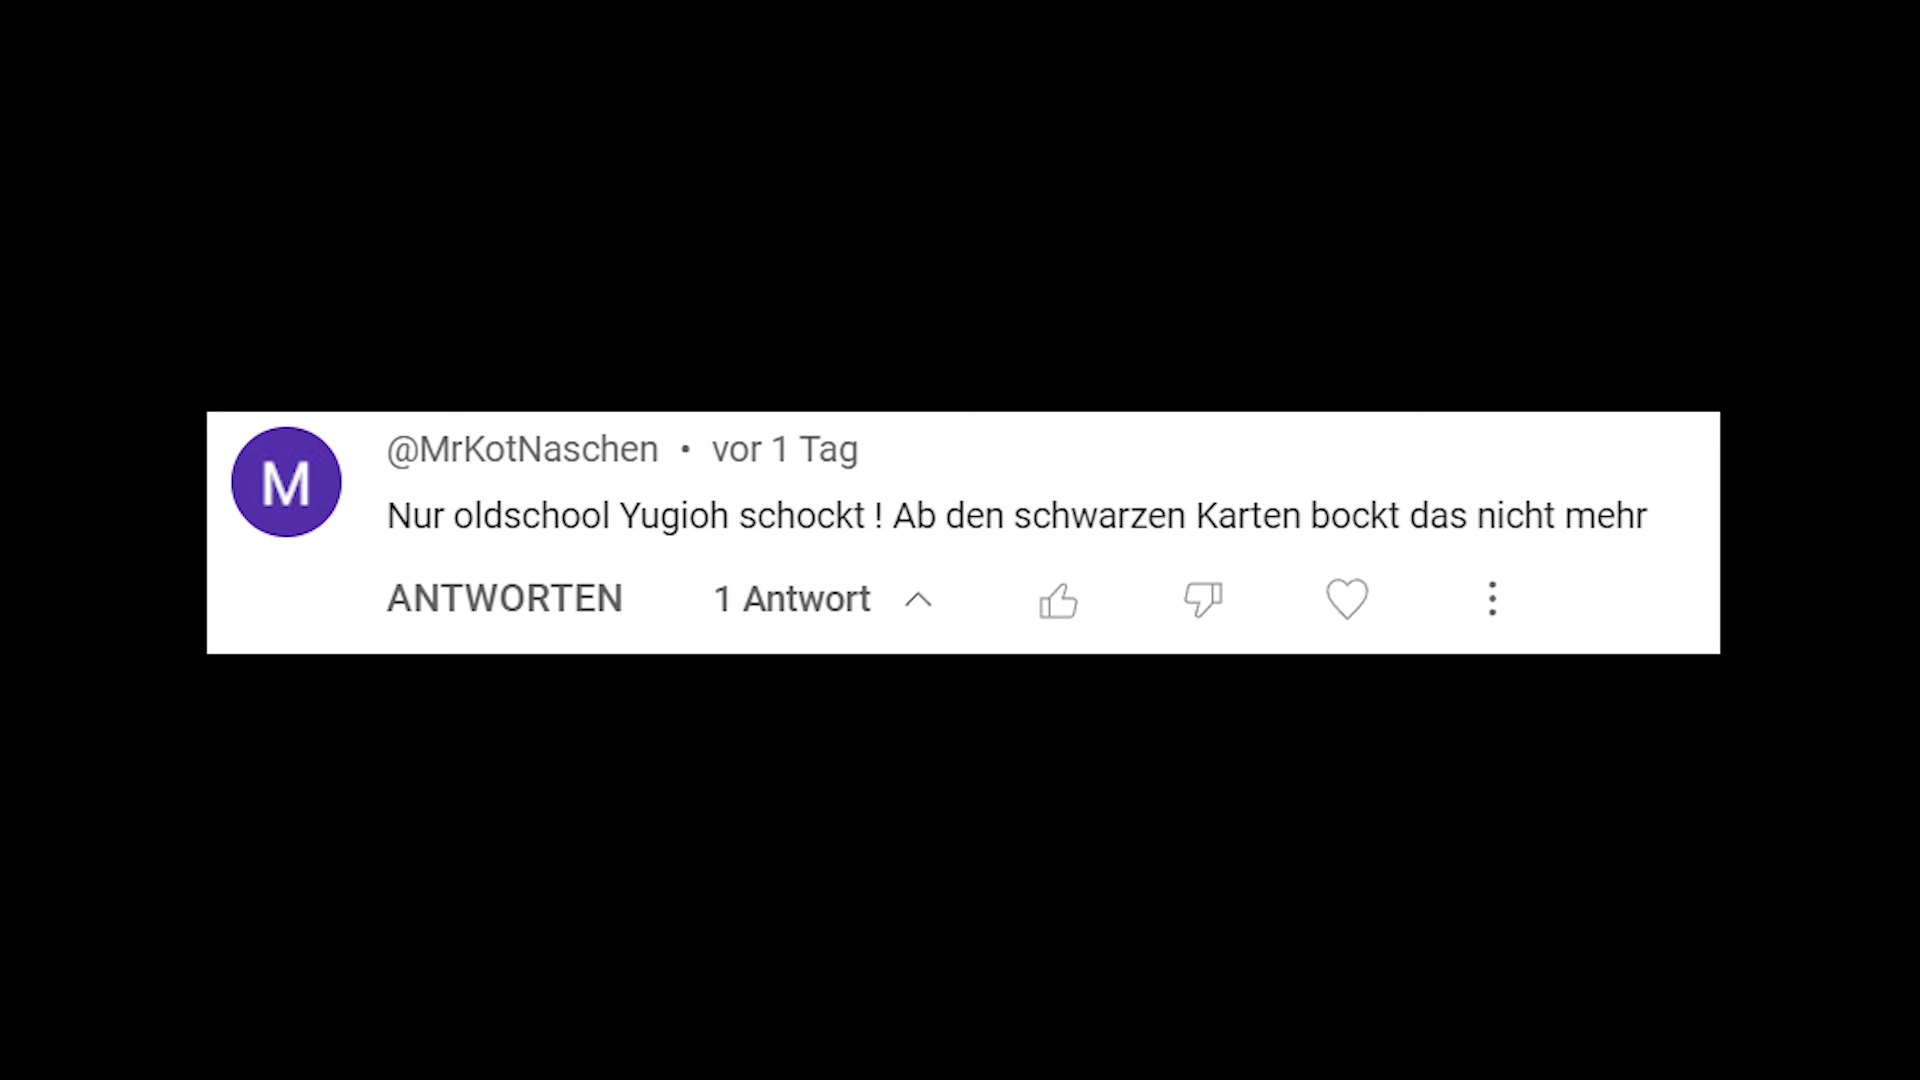 M
@MrKotNaschen • vor 1 Tag
Nur oldschool Yugioh schockt ! Ab den schwarzen Karten bockt das nicht mehr
ANTWORTEN 1 Antwort